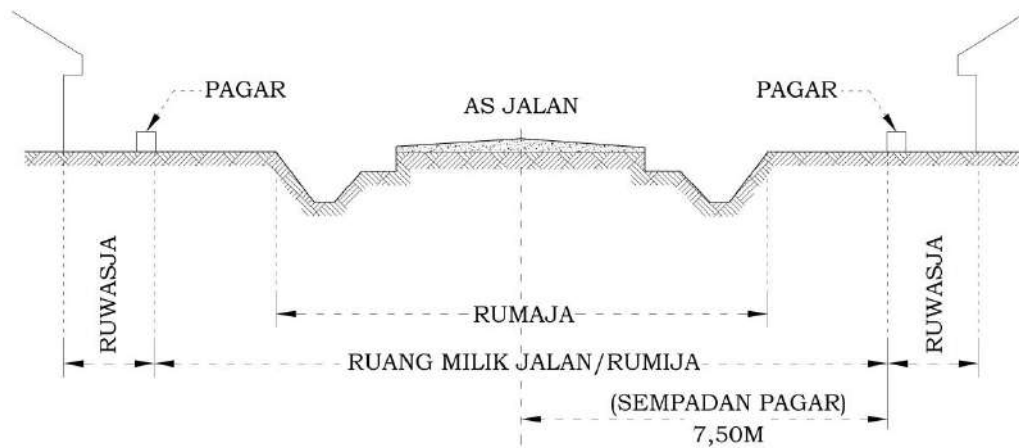 PAGAR
PAGAR
AS JALAN
RUWASJA
RUWASJA
RUMAJA
RUANG MILIK JALAN/RUMIJA
(SEMPADAN PAGAR)
7,50M